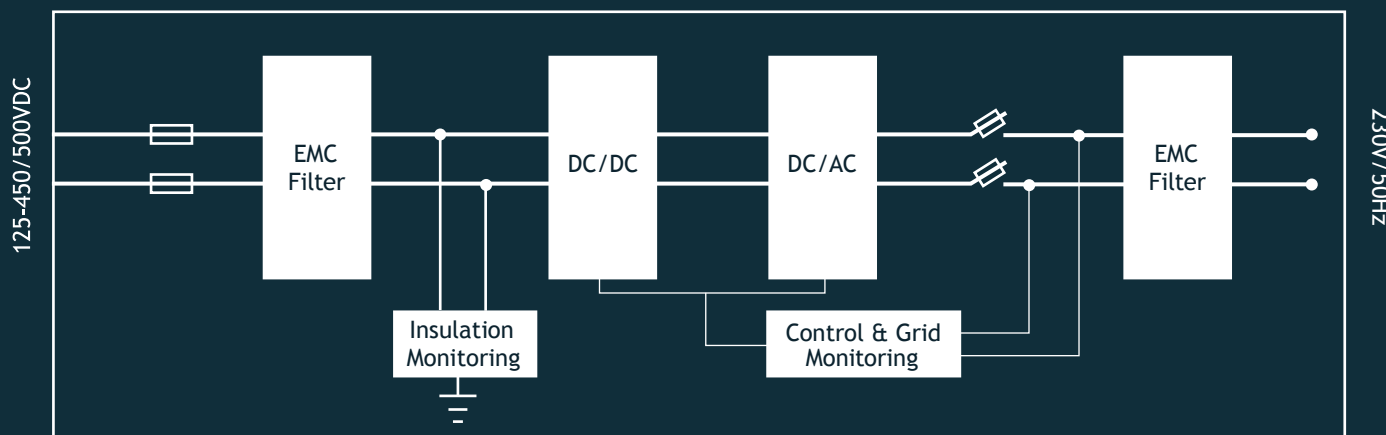 125-450/500VDC
EMC
Filter
DC/DC
DC/AC
EMC
Filter
230V/50Hz
Insulation
Monitoring
Control & Grid
Monitoring